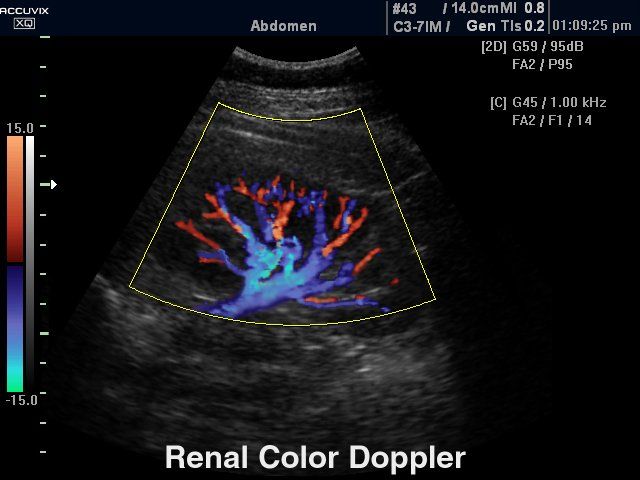 ACCUVIX
XQ
Abdomen
#43 / 14.0cm MI 0.8
C3-7IM / Gen TIs 0.2
01:09:25 pm
[2D] G59 / 95dB
FA2 / P95
[C] G45 / 1.00 kHz
FA2 / F1 / 14
15.0
-15.0
Renal Color Doppler